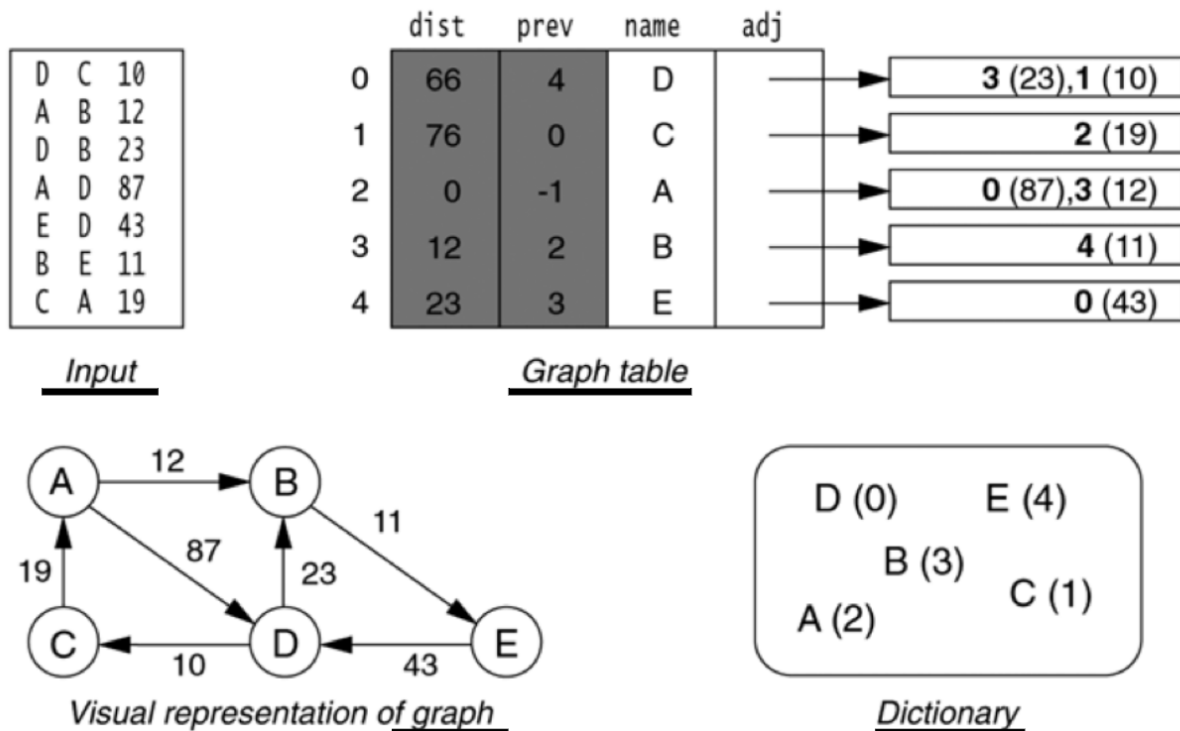 dist prev name adj
D C 10
A B 12
D B 23
A D 87
E D 43
B E 11
C A 19
Input
0 66 4 D 3 (23),1 (10)
1 76 0 C 2 (19)
2 0 -1 A 0 (87),3 (12)
3 12 2 B 4 (11)
4 23 3 E 0 (43)
Graph table
A 12 B
19 87 23 11
C 10 D 43 E
Visual representation of graph
D (0) E (4)
B (3)
C (1)
A (2)
Dictionary